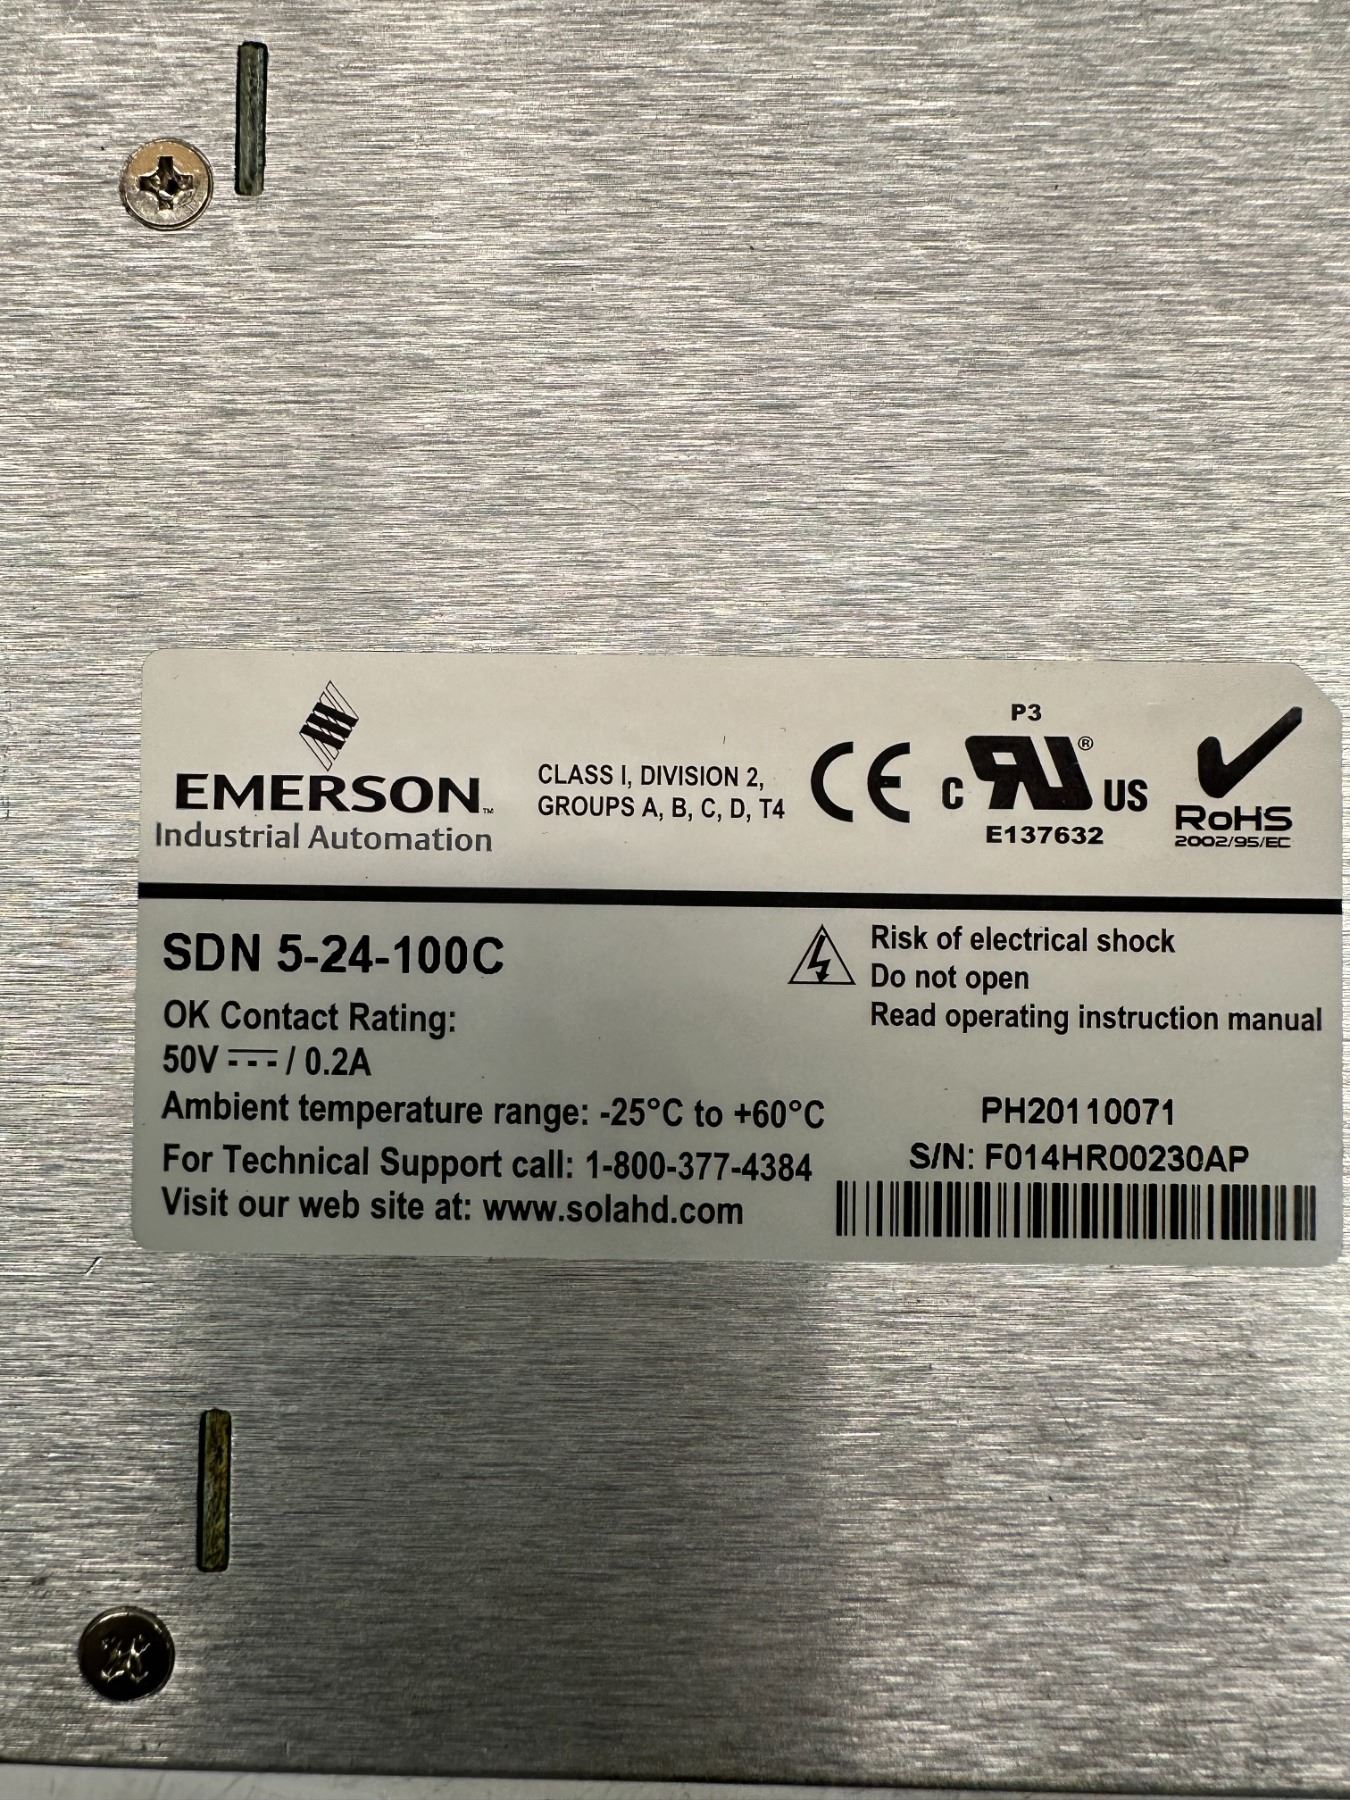 EMERSON™
Industrial Automation
CLASS I, DIVISION 2,
GROUPS A, B, C, D, T4
CE
P3
c RU® US
E137632
RoHS
2002/95/EC
SDN 5-24-100C
OK Contact Rating:
50V ⎓ / 0.2A
Ambient temperature range: -25°C to +60°C
For Technical Support call: 1-800-377-4384
Visit our web site at: www.solahd.com
Risk of electrical shock
Do not open
Read operating instruction manual
PH20110071
S/N: F014HR00230AP